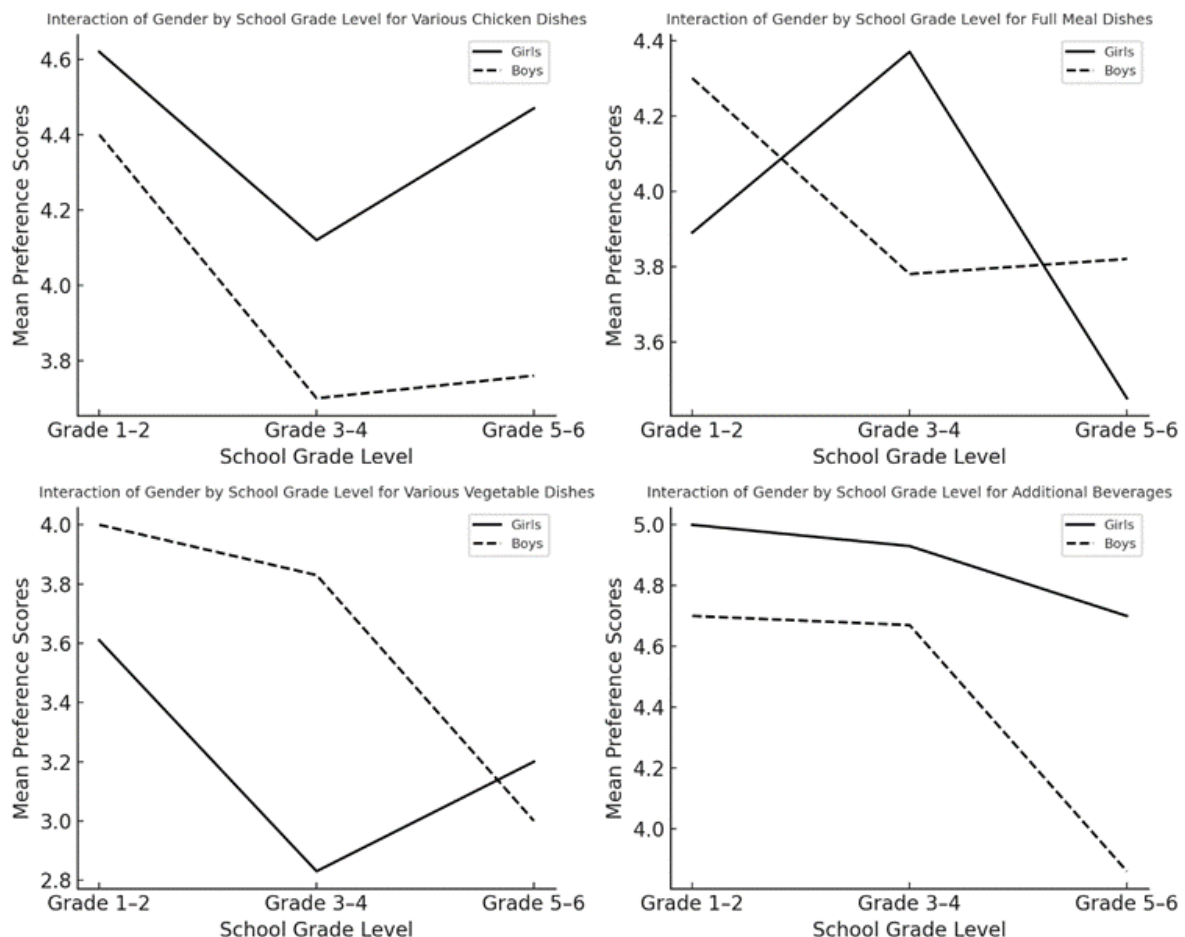 Interaction of Gender by School Grade Level for Various Chicken Dishes
Girls
Boys
4.6
4.4
4.2
4.0
3.8
Mean Preference Scores
Grade 1–2
Grade 3–4
Grade 5–6
School Grade Level
Interaction of Gender by School Grade Level for Full Meal Dishes
Girls
Boys
4.4
4.2
4.0
3.8
3.6
Mean Preference Scores
Grade 1–2
Grade 3–4
Grade 5–6
School Grade Level
Interaction of Gender by School Grade Level for Various Vegetable Dishes
Girls
Boys
4.0
3.8
3.6
3.4
3.2
3.0
2.8
Mean Preference Scores
Grade 1–2
Grade 3–4
Grade 5–6
School Grade Level
Interaction of Gender by School Grade Level for Additional Beverages
Girls
Boys
5.0
4.8
4.6
4.4
4.2
4.0
Mean Preference Scores
Grade 1–2
Grade 3–4
Grade 5–6
School Grade Level